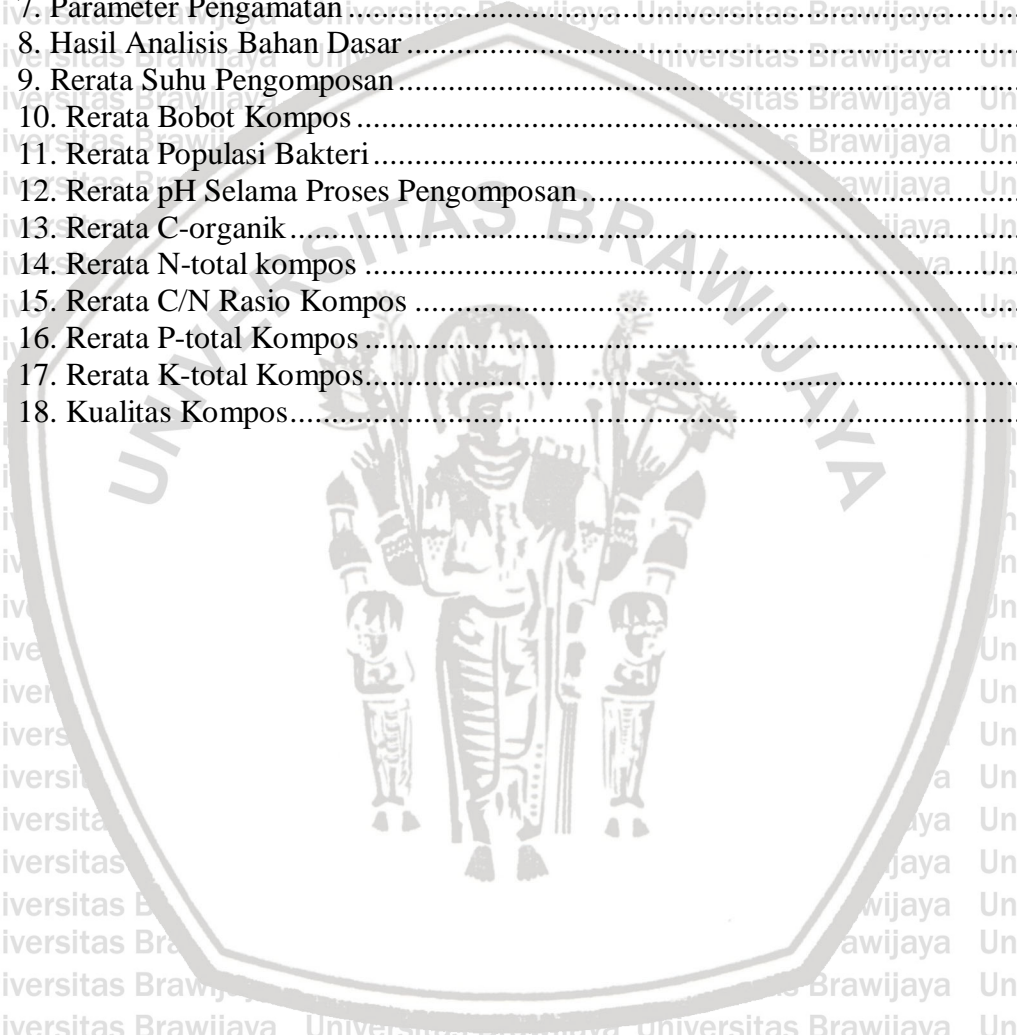 7. Parameter Pengamatan
8. Hasil Analisis Bahan Dasar
9. Rerata Suhu Pengomposan
10. Rerata Bobot Kompos
11. Rerata Populasi Bakteri
12. Rerata pH Selama Proses Pengomposan
13. Rerata C-organik
14. Rerata N-total kompos
15. Rerata C/N Rasio Kompos
16. Rerata P-total Kompos
17. Rerata K-total Kompos
18. Kualitas Kompos
UNIVERSITAS BRAWIJAYA